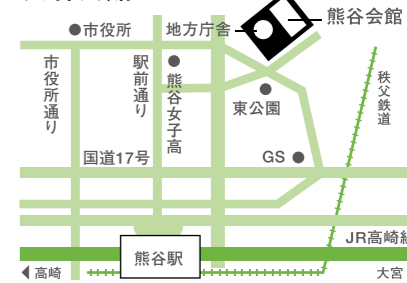 熊谷会館
●市役所
地方庁舎
市役所通り
駅前通り
熊谷女子高
東公園
秩父鉄道
国道17号
GS
JR高崎
熊谷駅
高崎
大宮